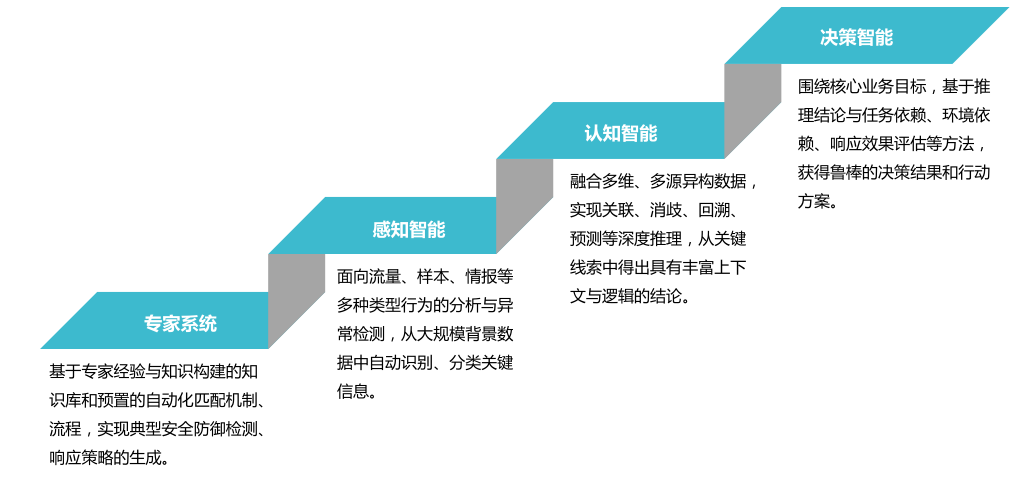 专家系统
基于专家经验与知识构建的知
识库和预置的自动化匹配机制、
流程，实现典型安全防御检测、
响应策略的生成。
感知智能
面向流量、样本、情报等
多种类型行为的分析与异
常检测，从大规模背景数
据中自动识别、分类关键
信息。
认知智能
融合多维、多源异构数据，
实现关联、消歧、回溯、
预测等深度推理，从关键
线索中得出具有丰富上下
文与逻辑的结论。
决策智能
围绕核心业务目标，基于推
理结论与任务依赖、环境依
赖、响应效果评估等方法，
获得鲁棒的决策结果和行动
方案。